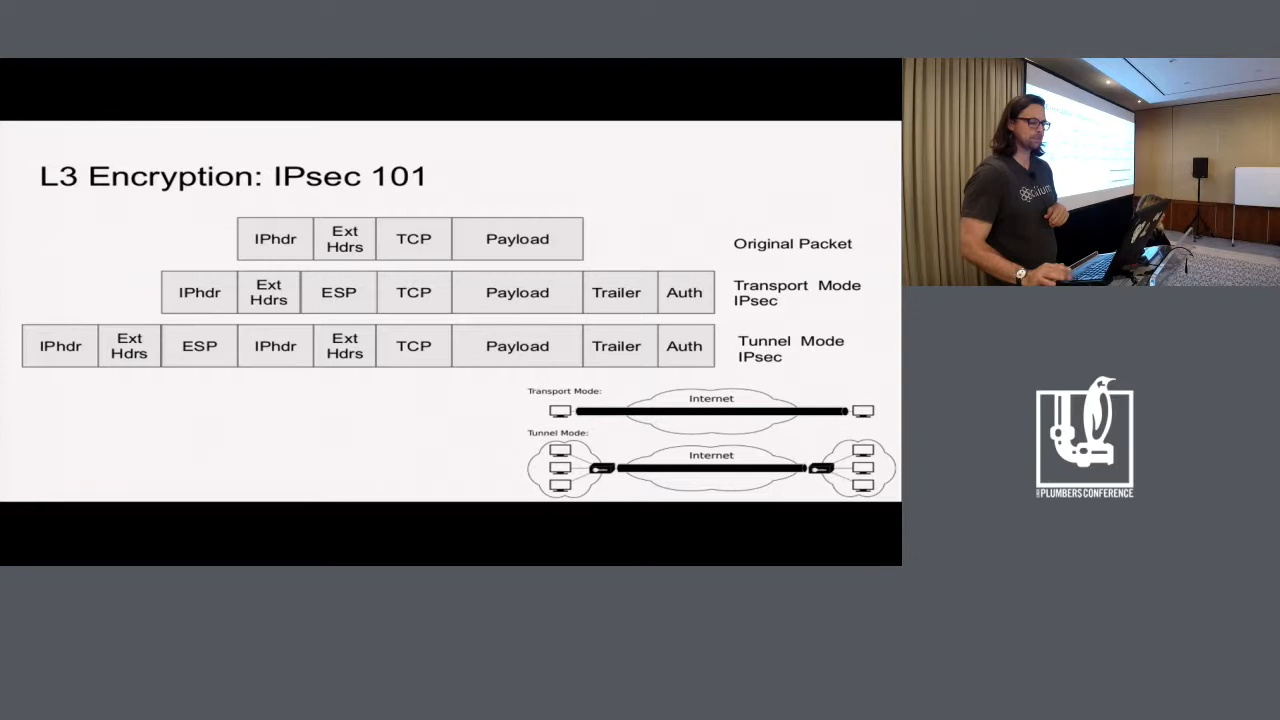 L3 Encryption: IPsec 101
IPhdr
Ext
Hdrs
TCP
Payload
Original Packet
IPhdr
Ext
Hdrs
ESP
TCP
Payload
Trailer
Auth
Transport Mode
IPsec
IPhdr
Ext
Hdrs
ESP
IPhdr
Ext
Hdrs
TCP
Payload
Trailer
Auth
Tunnel Mode
IPsec
Transport Mode:
Internet
Tunnel Mode:
Internet
cilium
PLUMBERS CONFERENCE